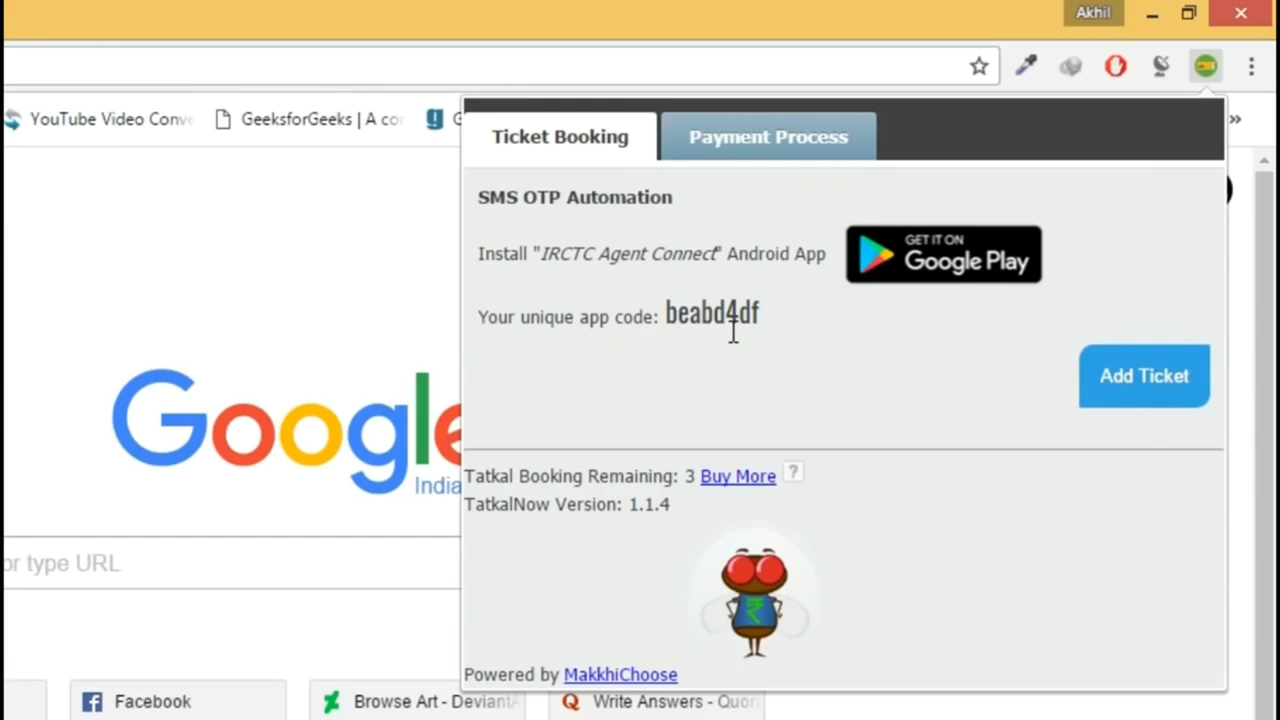 Akhil
YouTube Video Conve
GeeksforGeeks | A co
G
Ticket Booking
Payment Process
SMS OTP Automation
Install "IRCTC Agent Connect" Android App
GET IT ON
Google Play
Your unique app code: beabd4df
Add Ticket
Google
India
Tatkal Booking Remaining: 3 Buy More ?
TatkalNow Version: 1.1.4
or type URL
₹
Powered by MakkhiChoose
Facebook
Browse Art - DeviantA
Write Answers - Quor